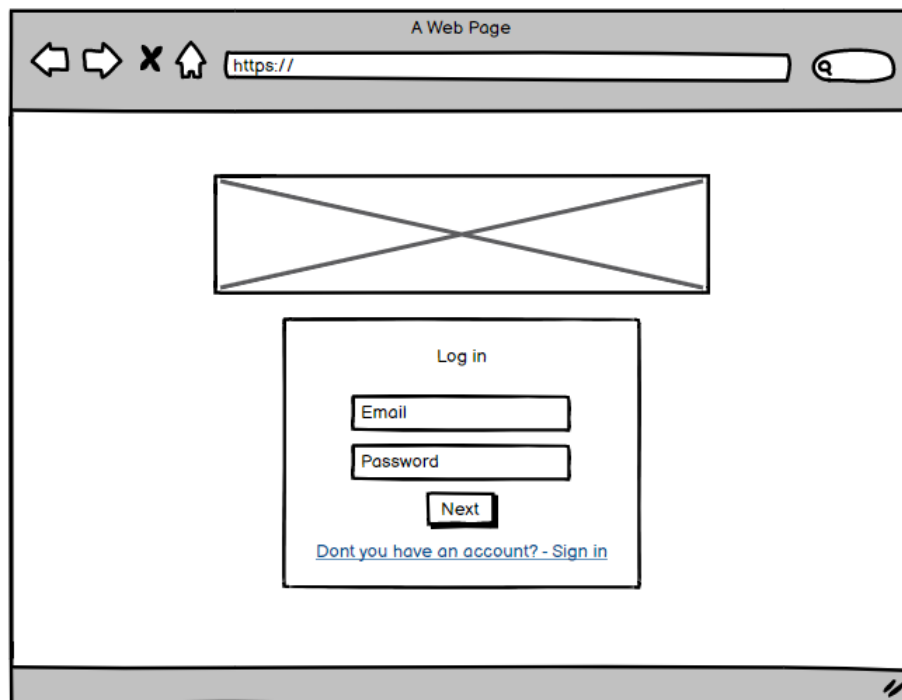 A Web Page
https://
Log in
Email
Password
Next
Dont you have an account? - Sign in